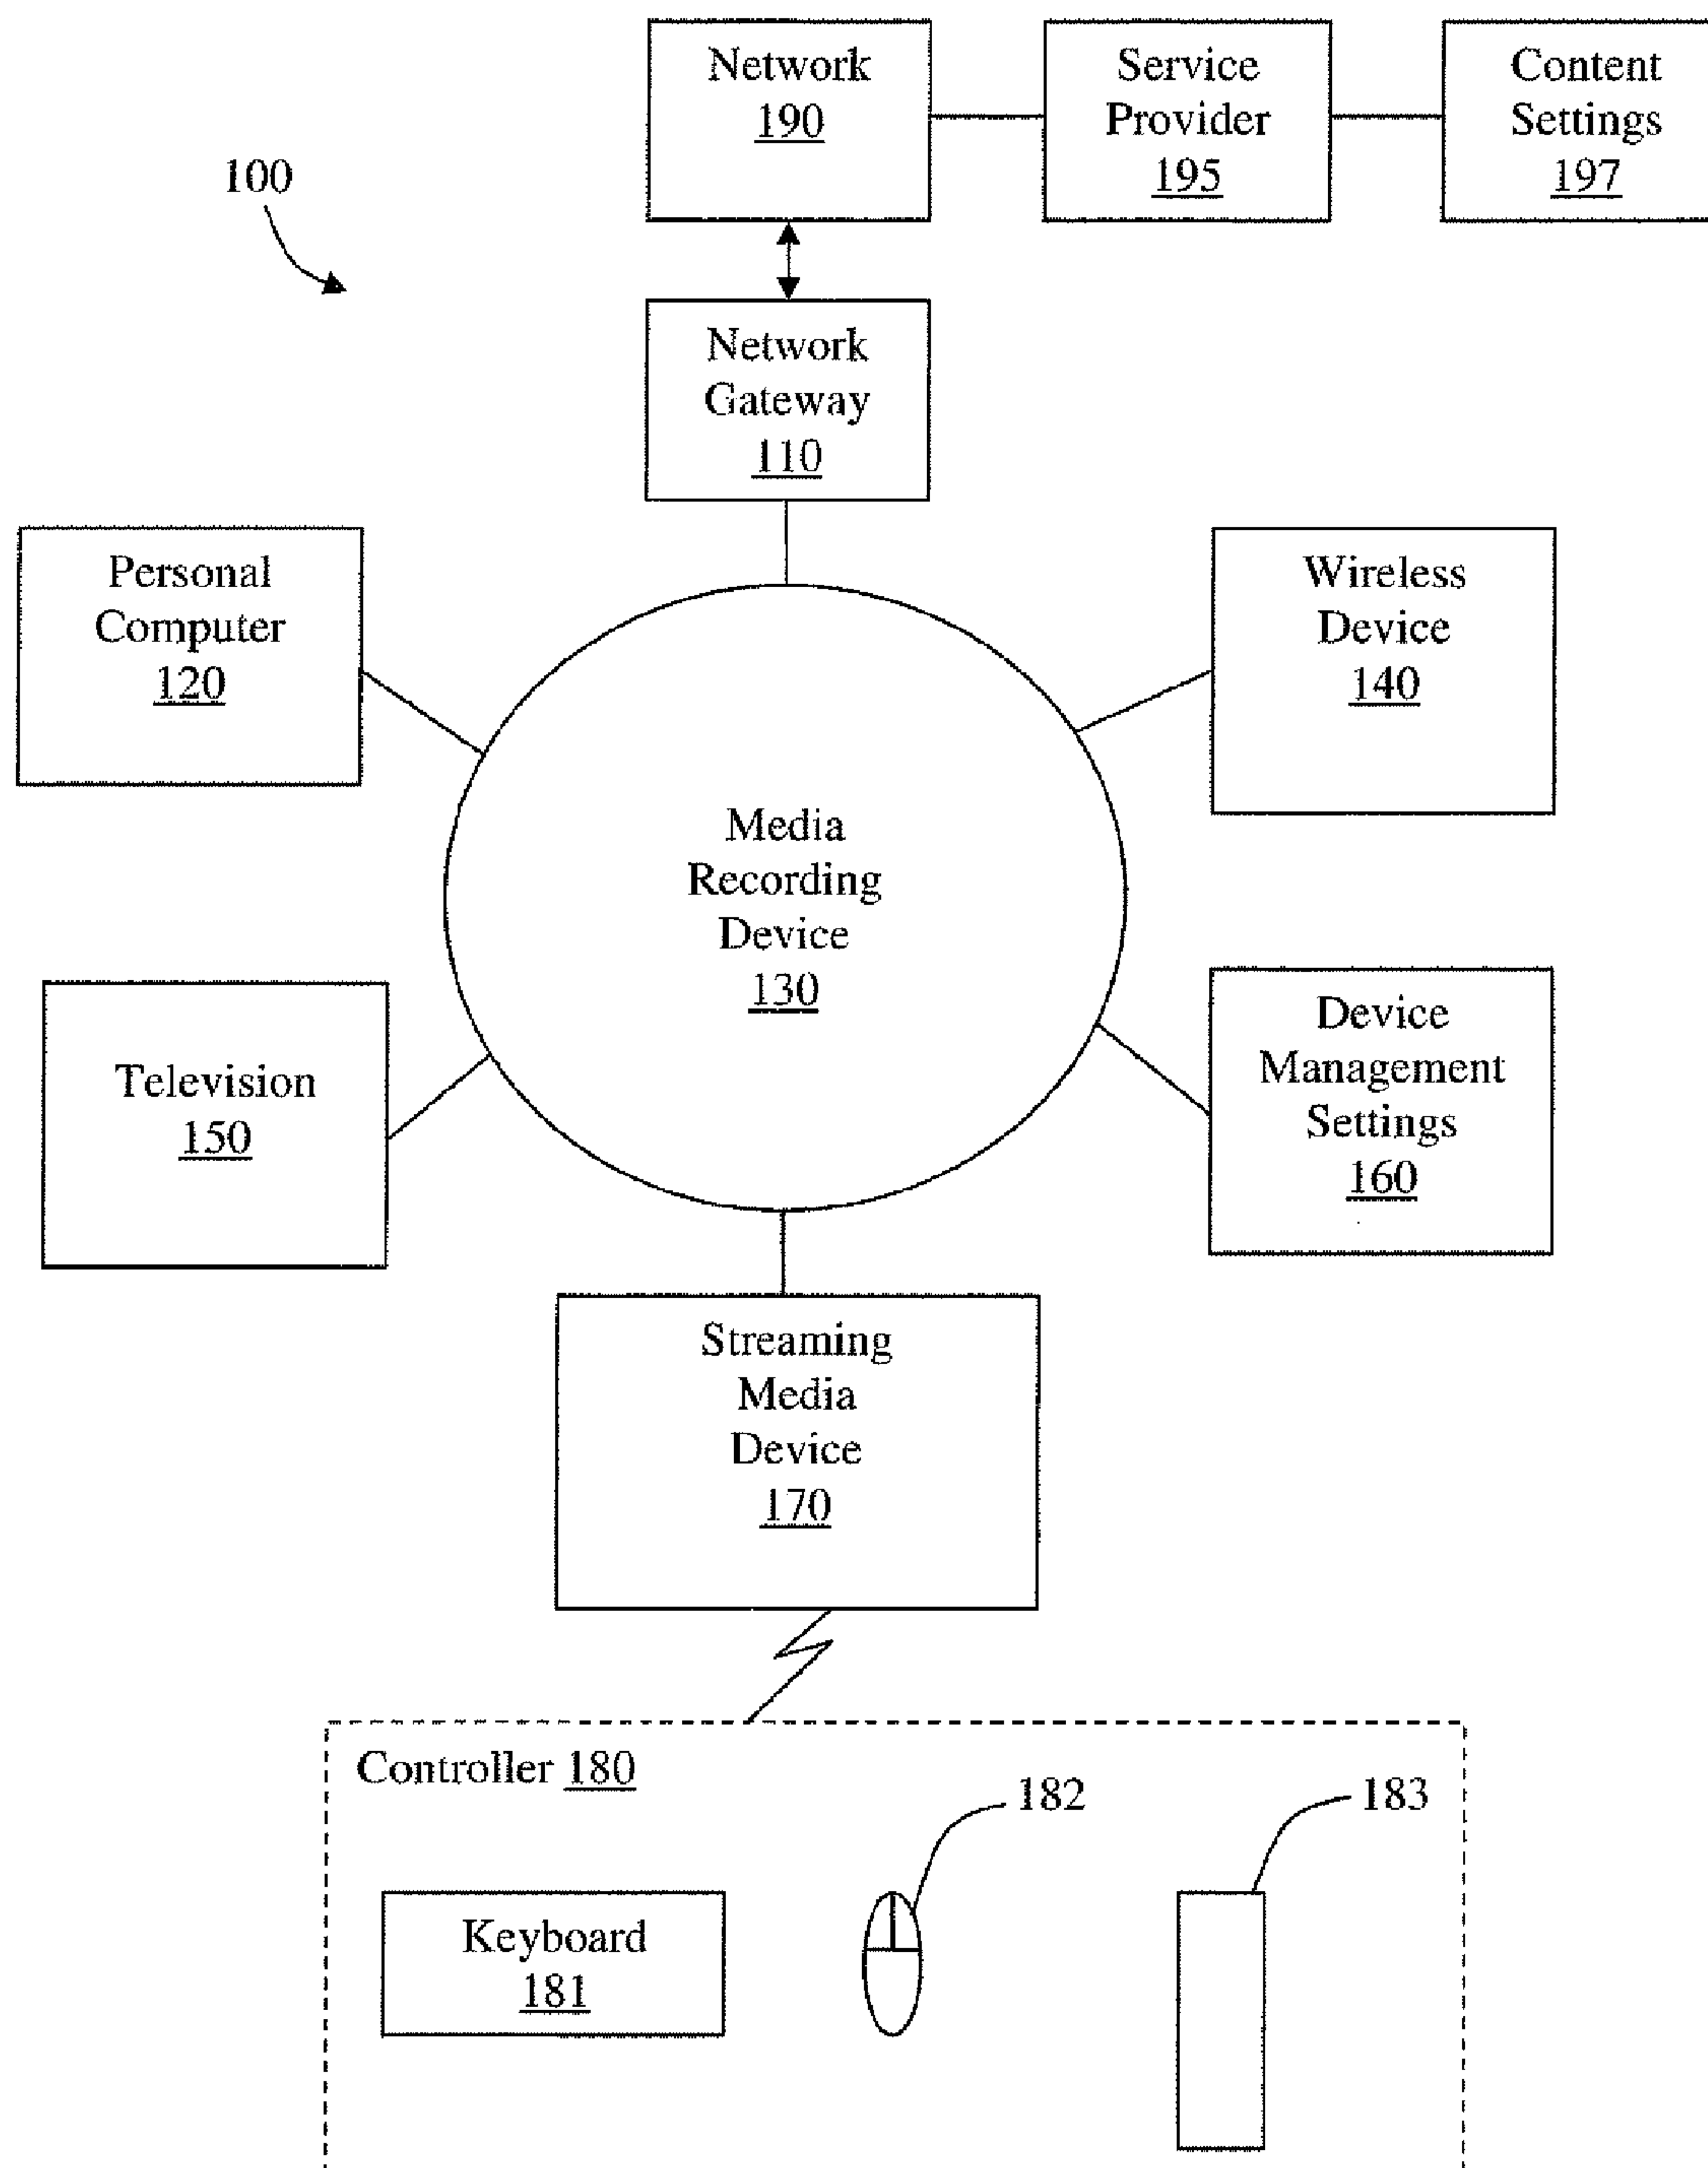 Network
190
Service
Provider
195
Content
Settings
197
100
Network
Gateway
110
Personal
Computer
120
Wireless
Device
140
Media
Recording
Device
130
Television
150
Device
Management
Settings
160
Streaming
Media
Device
170
Controller 180
182
183
Keyboard
181